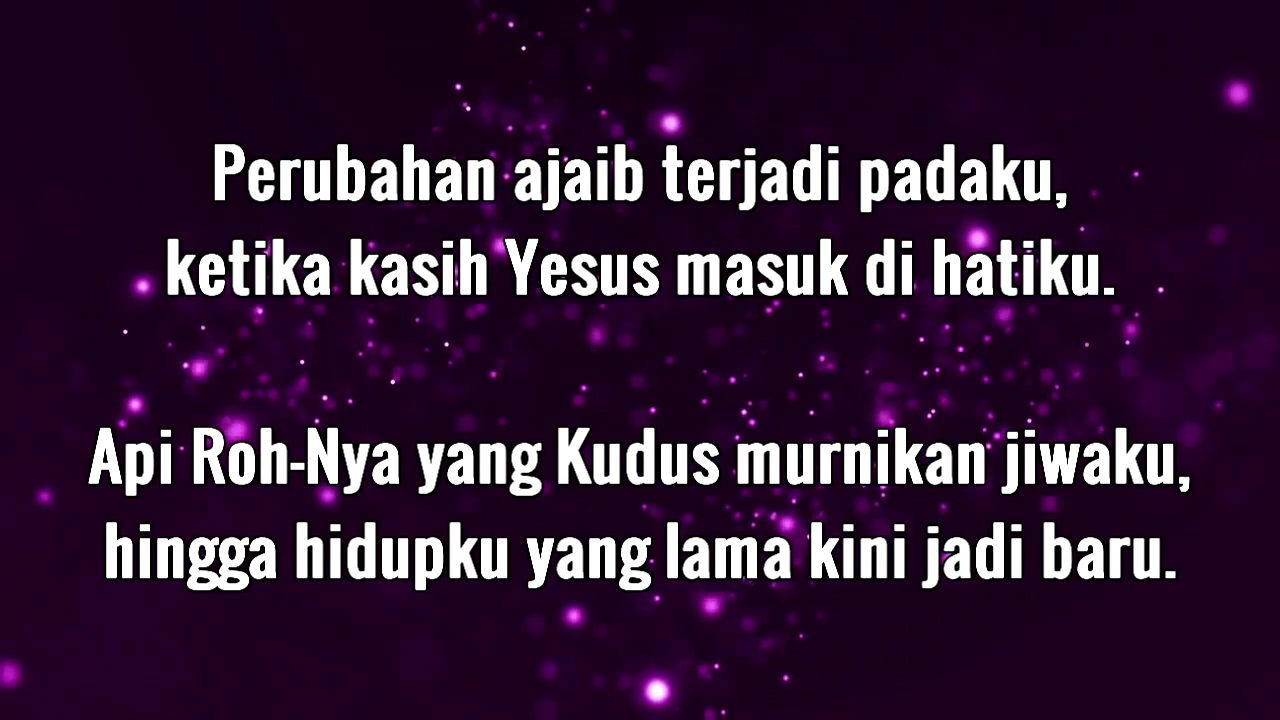 Perubahan ajaib terjadi padaku,
ketika kasih Yesus masuk di hatiku.
Api Roh-Nya yang Kudus murnikan jiwaku,
hingga hidupku yang lama kini jadi baru.